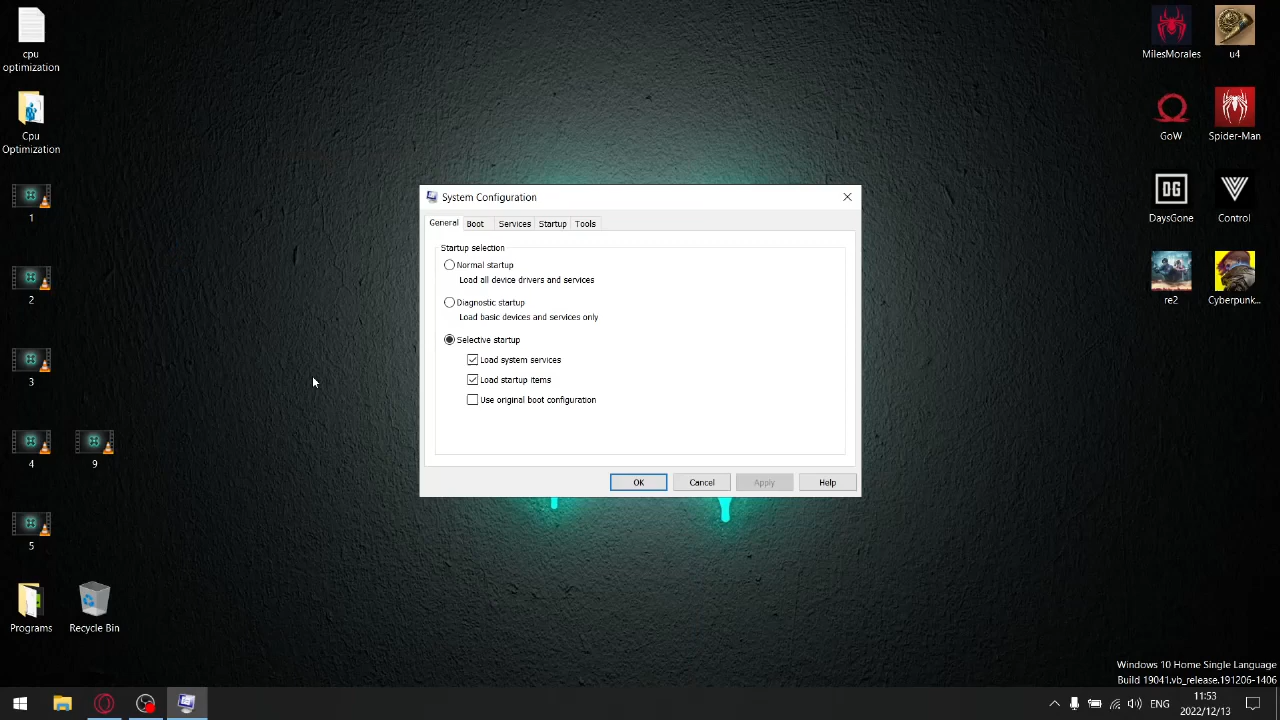 cpu
optimization
Cpu
Optimization
1
2
3
4
9
5
Programs
Recycle Bin
System Configuration
General
Boot
Services
Startup
Tools
Startup selection
Normal startup
Load all device drivers and services
Diagnostic startup
Load basic devices and services only
Selective startup
Load system services
Load startup items
Use original boot configuration
OK
Cancel
Apply
Help
MilesMorales
u4
GoW
Spider-Man
DG
DaysGone
Control
re2
Cyberpunk...
Windows 10 Home Single Language
Build 19041.vb_release.191206-1406
ENG
11:53
2022/12/13